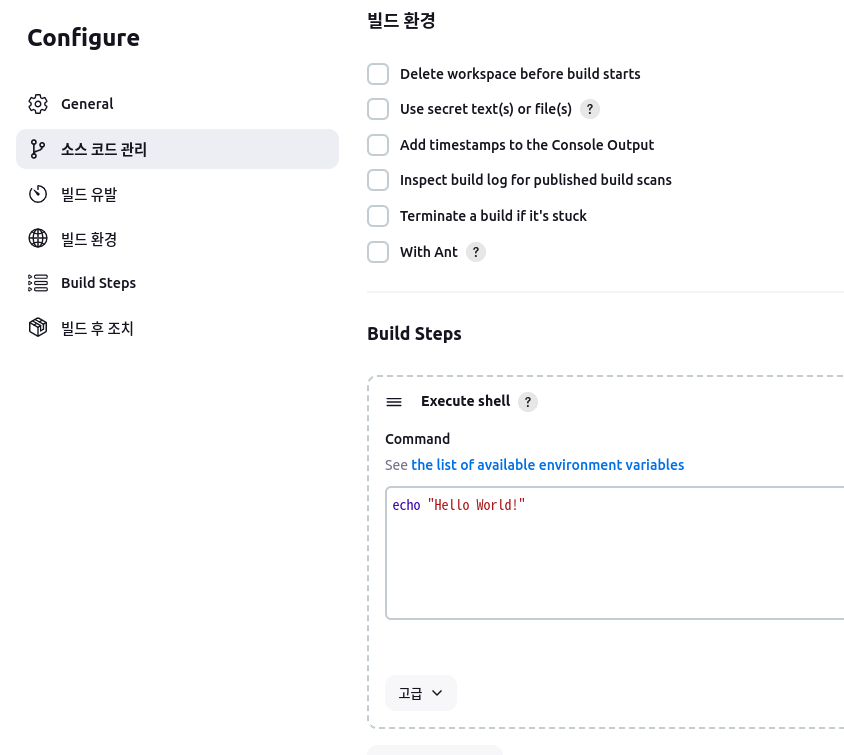 Configure
General
소스 코드 관리
빌드 유발
빌드 환경
Build Steps
빌드 후 조치
빌드 환경
Delete workspace before build starts
Use secret text(s) or file(s) ?
Add timestamps to the Console Output
Inspect build log for published build scans
Terminate a build if it's stuck
With Ant ?
Build Steps
Execute shell ?
Command
See the list of available environment variables
echo "Hello World!"
고급